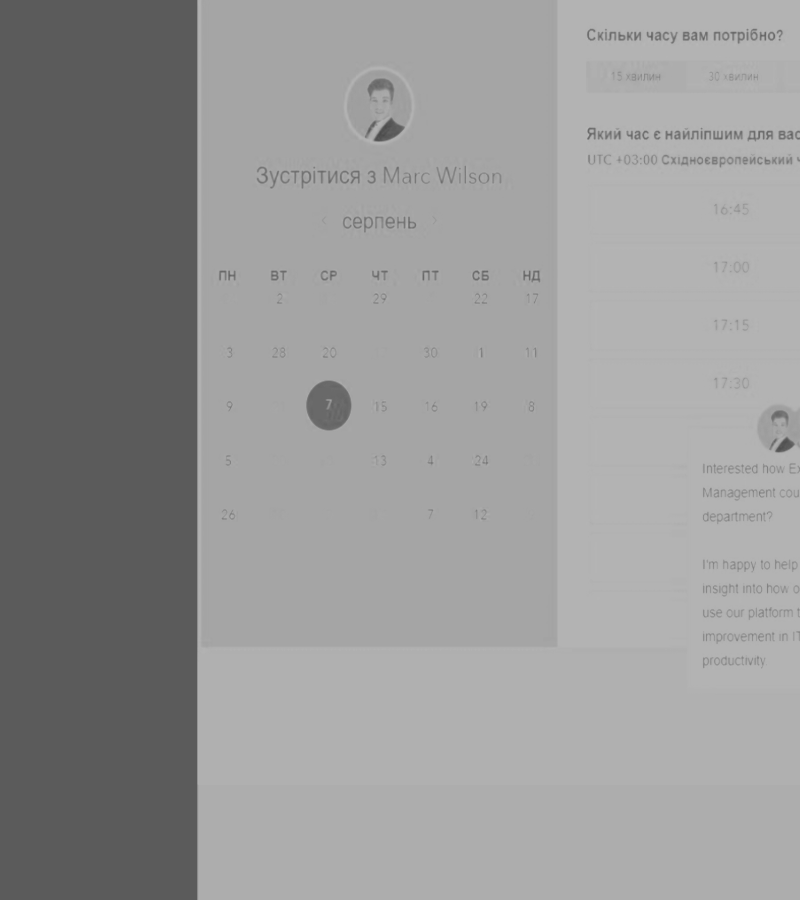 Зустрітися з Marc Wilson
серпень
ПН ВТ СР ЧТ ПТ СБ НД
2 29 22 17
3 28 20 30 1 11
9 7 15 16 19 8
5 13 4 24
26 7 12
Скільки часу вам потрібно?
15 хвилин 30 хвилин
Який час є найліпшим для вас
UTC +03:00 Східноєвропейський ч
16:45
17:00
17:15
17:30
Interested how Ex
Management cou
department?
I'm happy to help
insight into how o
use our platform t
improvement in IT
productivity